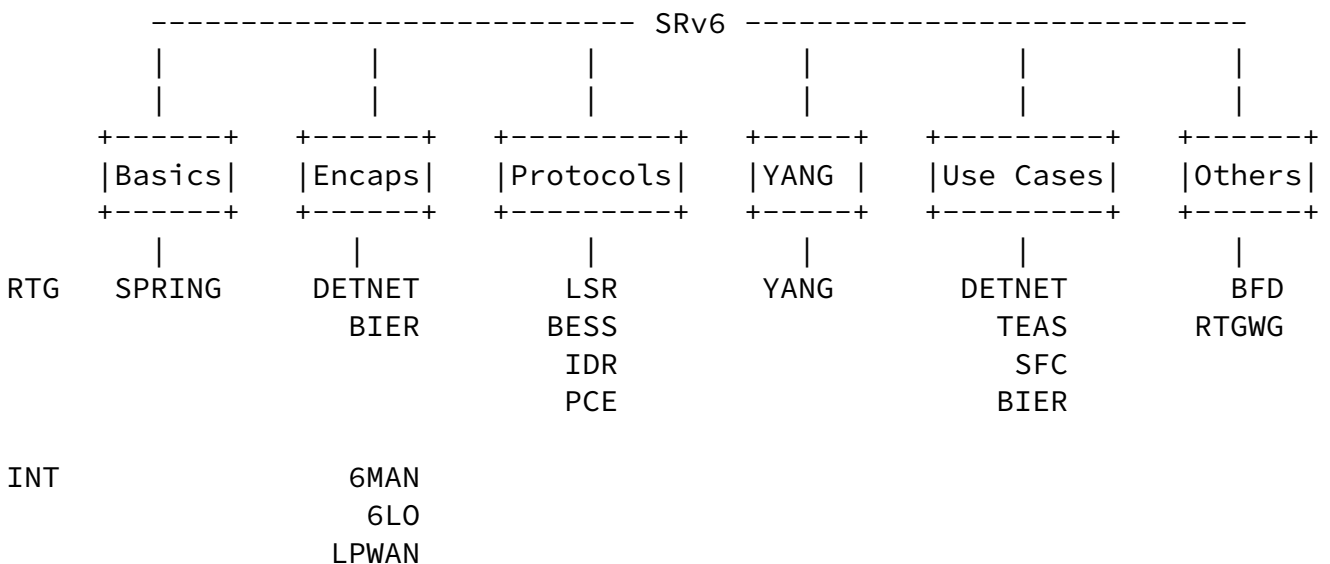 SRv6
Basics Encaps Protocols YANG Use Cases Others
RTG SPRING DETNET LSR YANG DETNET BFD
BIER BESS TEAS RTGWG
IDR SFC
PCE BIER
INT 6MAN
6LO
LPWAN